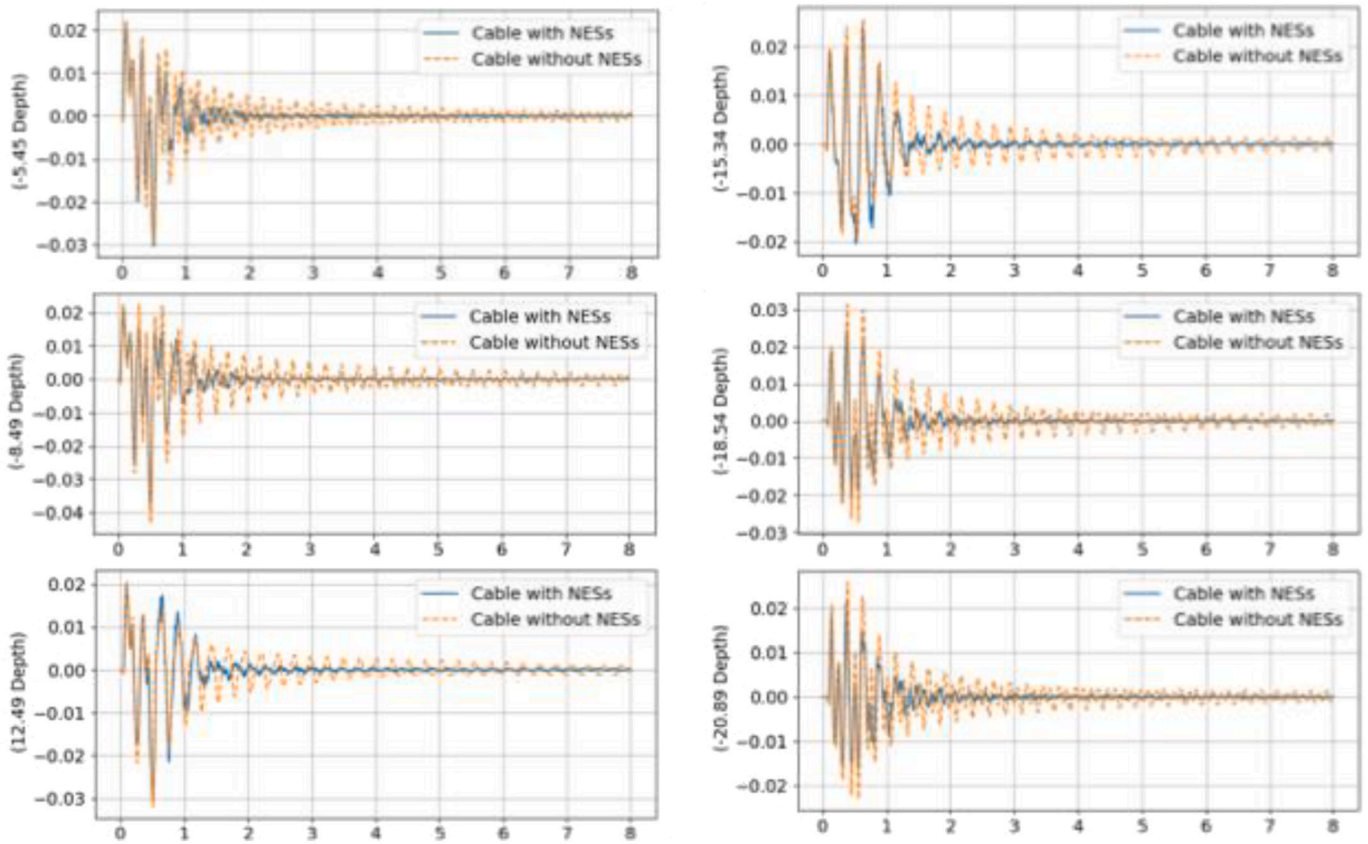 (-5.45 Depth)
0.02
0.01
0.00
−0.01
−0.02
−0.03
Cable with NESs
Cable without NESs
0 1 2 3 4 5 6 7 8
(-8.49 Depth)
0.02
0.01
0.00
−0.01
−0.02
−0.03
−0.04
Cable with NESs
Cable without NESs
0 1 2 3 4 5 6 7 8
(12.49 Depth)
0.02
0.01
0.00
−0.01
−0.02
−0.03
Cable with NESs
Cable without NESs
0 1 2 3 4 5 6 7 8
(-15.34 Depth)
0.02
0.01
0.00
−0.01
−0.02
Cable with NESs
Cable without NESs
0 1 2 3 4 5 6 7 8
(-18.54 Depth)
0.03
0.02
0.01
0.00
−0.01
−0.02
−0.03
Cable with NESs
Cable without NESs
0 1 2 3 4 5 6 7 8
(-20.89 Depth)
0.02
0.01
0.00
−0.01
−0.02
Cable with NESs
Cable without NESs
0 1 2 3 4 5 6 7 8